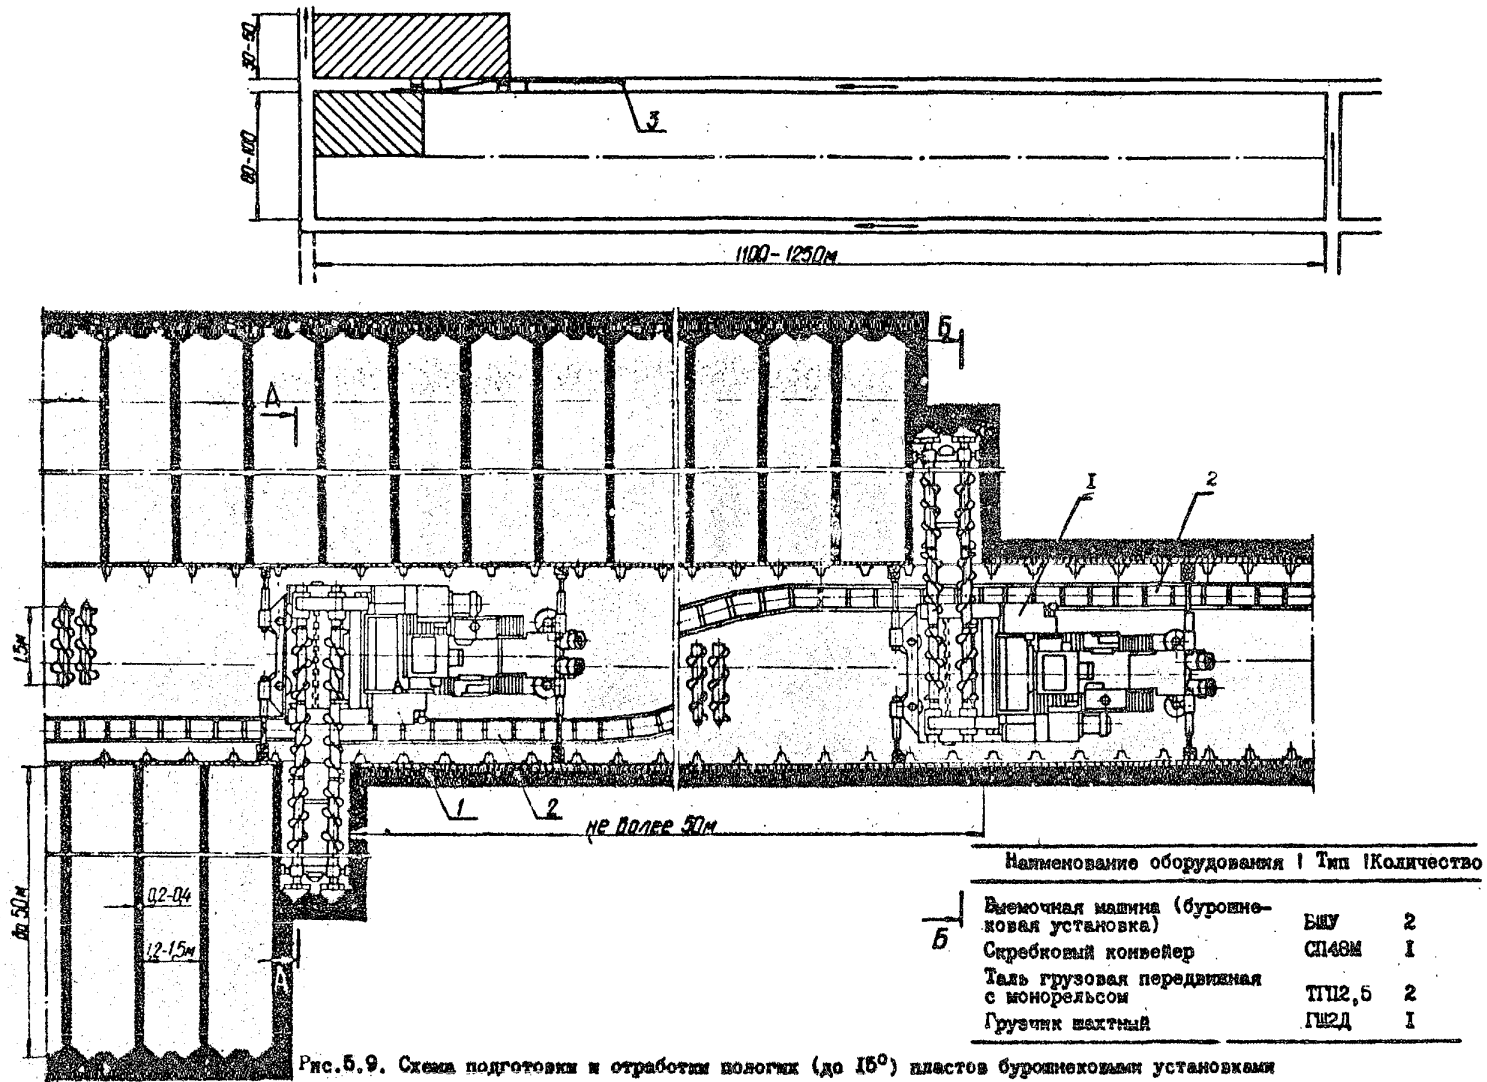 30-50
80-100
3
1100-1250м
Б
А
1
2
1,5м
1
2
не более 50м
до 50м
0,2-0,4
1,2-1,5м
А
Б
Наименование оборудования ! Тип !Количество
Выемочная машина (бурошне-
ковая установка) БШУ 2
Скребковый конвейер СП48М 1
Таль грузовая передвижная
с монорельсом ТГП2,5 2
Грузчик шахтный ГШ2Д 1
Рис.5.9. Схема подготовки и отработки пологих (до 15°) пластов бурошнековыми установками